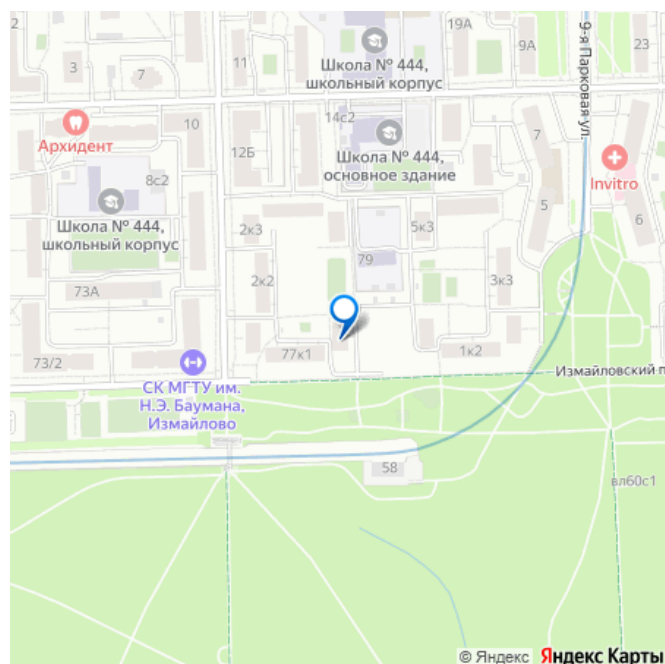 19А
9А
23
9-я Парковая ул.
3
7
11
Школа № 444,
школьный корпус
10
14с2
Архидент
12Б
Школа № 444,
основное здание
7
Invitro
8с2
5
6
Школа № 444,
школьный корпус
2к3
5к3
79
2к2
3к3
73А
73/2
77к1
1к2
Измайловский п
СК МГТУ им.
Н.Э. Баумана,
Измайлово
58
вл60с1
© Яндекс Яндекс Карты